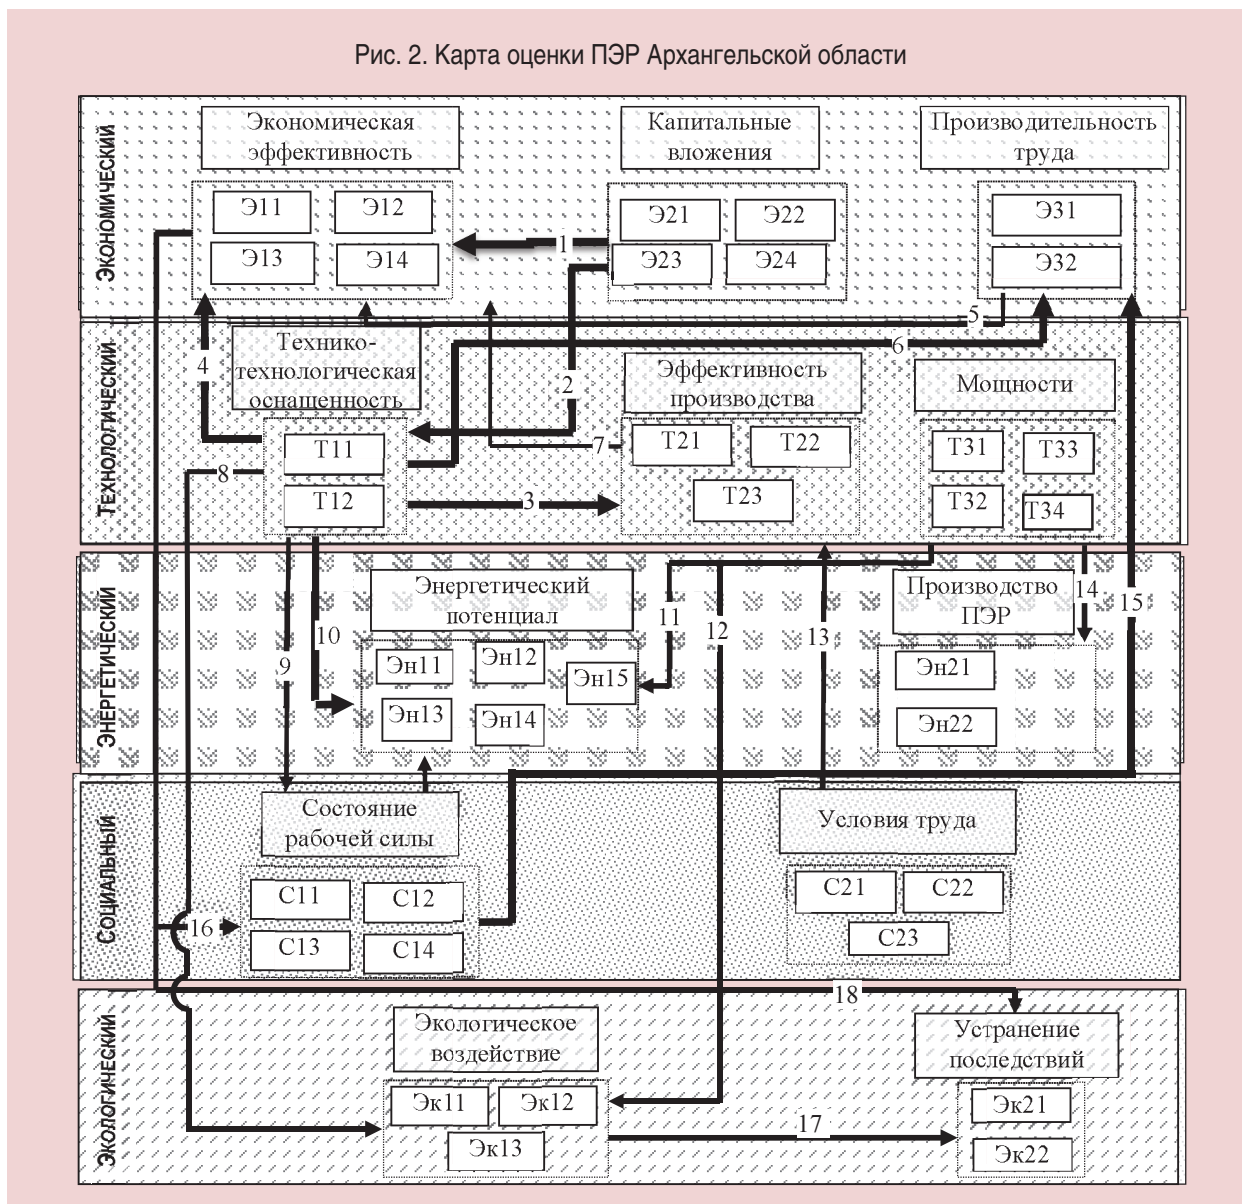 Рис. 2. Карта оценки ПЭР Архангельской области
ЭКОНОМИЧЕСКИЙ
Экономическая
эффективность
Капитальные
вложения
Производительность
труда
Э11
Э12
Э13
Э14
Э21
Э22
Э23
Э24
Э31
Э32
1
2
4
5
6
ТЕХНОЛОГИЧЕСКИЙ
Технико-
технологическая
оснащенность
Эффективность
производства
Мощности
Т11
Т12
Т21
Т22
Т23
Т31
Т33
Т32
Т34
7
8
3
ЭНЕРГЕТИЧЕСКИЙ
Энергетический
потенциал
Производство
ПЭР
Эн11
Эн12
Эн13
Эн14
Эн15
Эн21
Эн22
9
10
11
12
13
14
15
СОЦИАЛЬНЫЙ
Состояние
рабочей силы
Условия труда
С11
С12
С13
С14
С21
С22
С23
16
ЭКОЛОГИЧЕСКИЙ
18
Экологическое
воздействие
Устранение
последствий
Эк11
Эк12
Эк13
17
Эк21
Эк22